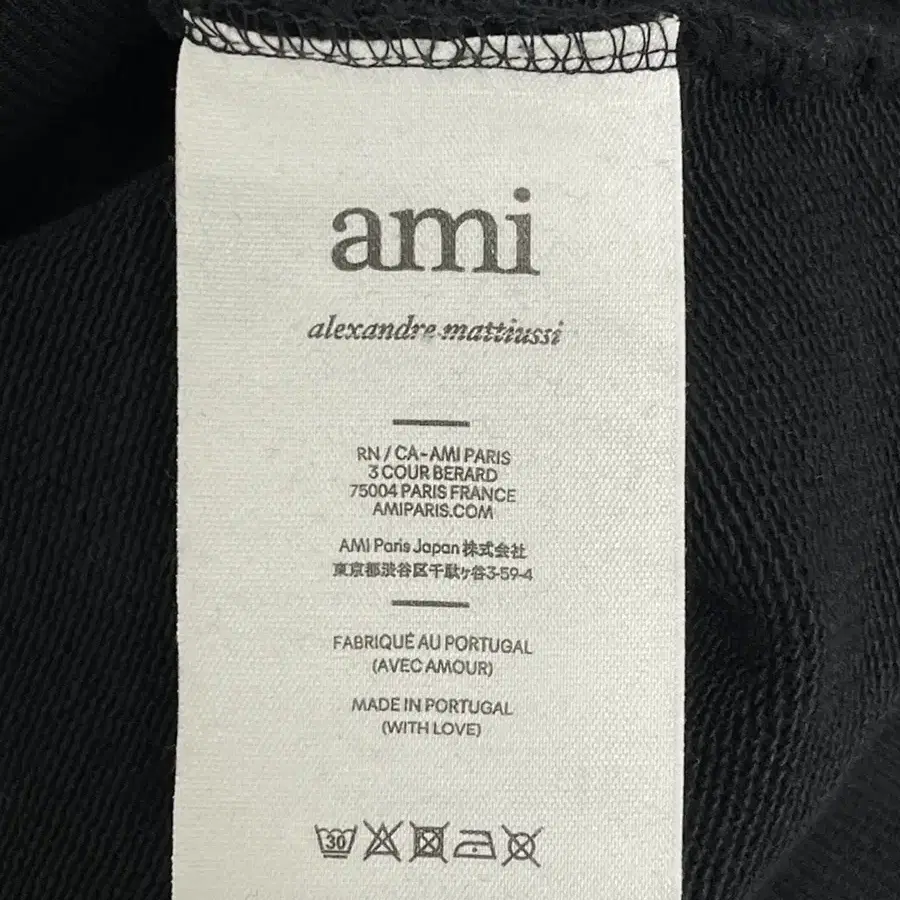 ami
alexandre mattiussi
RN / CA-AMI PARIS
3 COUR BERARD
75004 PARIS FRANCE
AMIPARIS.COM
AMI Paris Japan 株式会社
東京都渋谷区千駄ヶ谷3-59-4
FABRIQUÉ AU PORTUGAL
(AVEC AMOUR)
MADE IN PORTUGAL
(WITH LOVE)
30